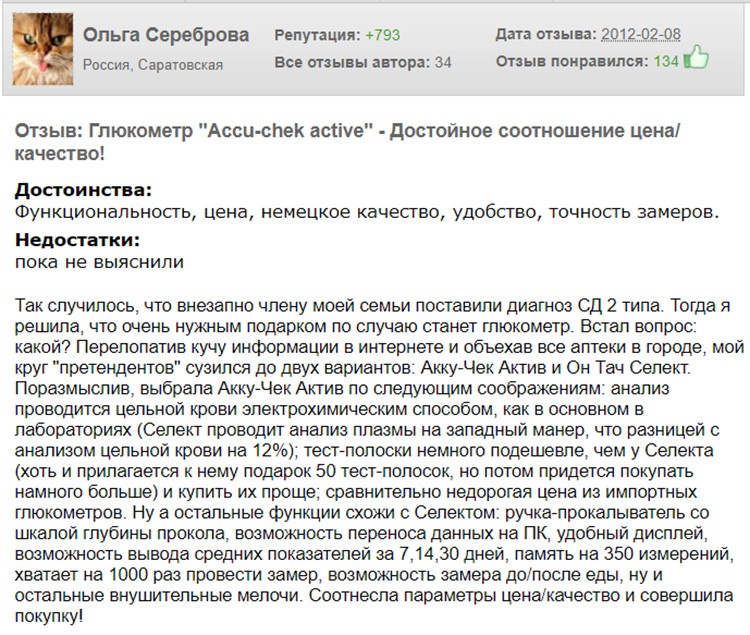 Ольга Сереброва
Репутация: +793
Дата отзыва: 2012-02-08
Россия, Саратовская
Все отзывы автора: 34
Отзыв понравился: 134
Отзыв: Глюкометр "Accu-chek active" - Достойное соотношение цена/
качество!
Достоинства:
Функциональность, цена, немецкое качество, удобство, точность замеров.
Недостатки:
пока не выяснили
Так случилось, что внезапно члену моей семьи поставили диагноз СД 2 типа. Тогда я
решила, что очень нужным подарком по случаю станет глюкометр. Встал вопрос:
какой? Перелопатив кучу информации в интернете и объехав все аптеки в городе, мой
круг "претендентов" сузился до двух вариантов: Акку-Чек Актив и Он Тач Селект.
Поразмыслив, выбрала Акку-Чек Актив по следующим соображениям: анализ
проводится цельной крови электрохимическим способом, как в основном в
лабораториях (Селект проводит анализ плазмы на западный манер, что разницей с
анализом цельной крови на 12%); тест-полоски немного подешевле, чем у Селекта
(хоть и прилагается к нему подарок 50 тест-полосок, но потом придется покупать
намного больше) и купить их проще; сравнительно недорогая цена из импортных
глюкометров. Ну а остальные функции схожи с Селектом: ручка-прокалыватель со
шкалой глубины прокола, возможность переноса данных на ПК, удобный дисплей,
возможность вывода средних показателей за 7,14,30 дней, память на 350 измерений,
хватает на 1000 раз провести замер, возможность замера до/после еды, ну и
остальные внушительные мелочи. Соотнесла параметры цена/качество и совершила
покупку!